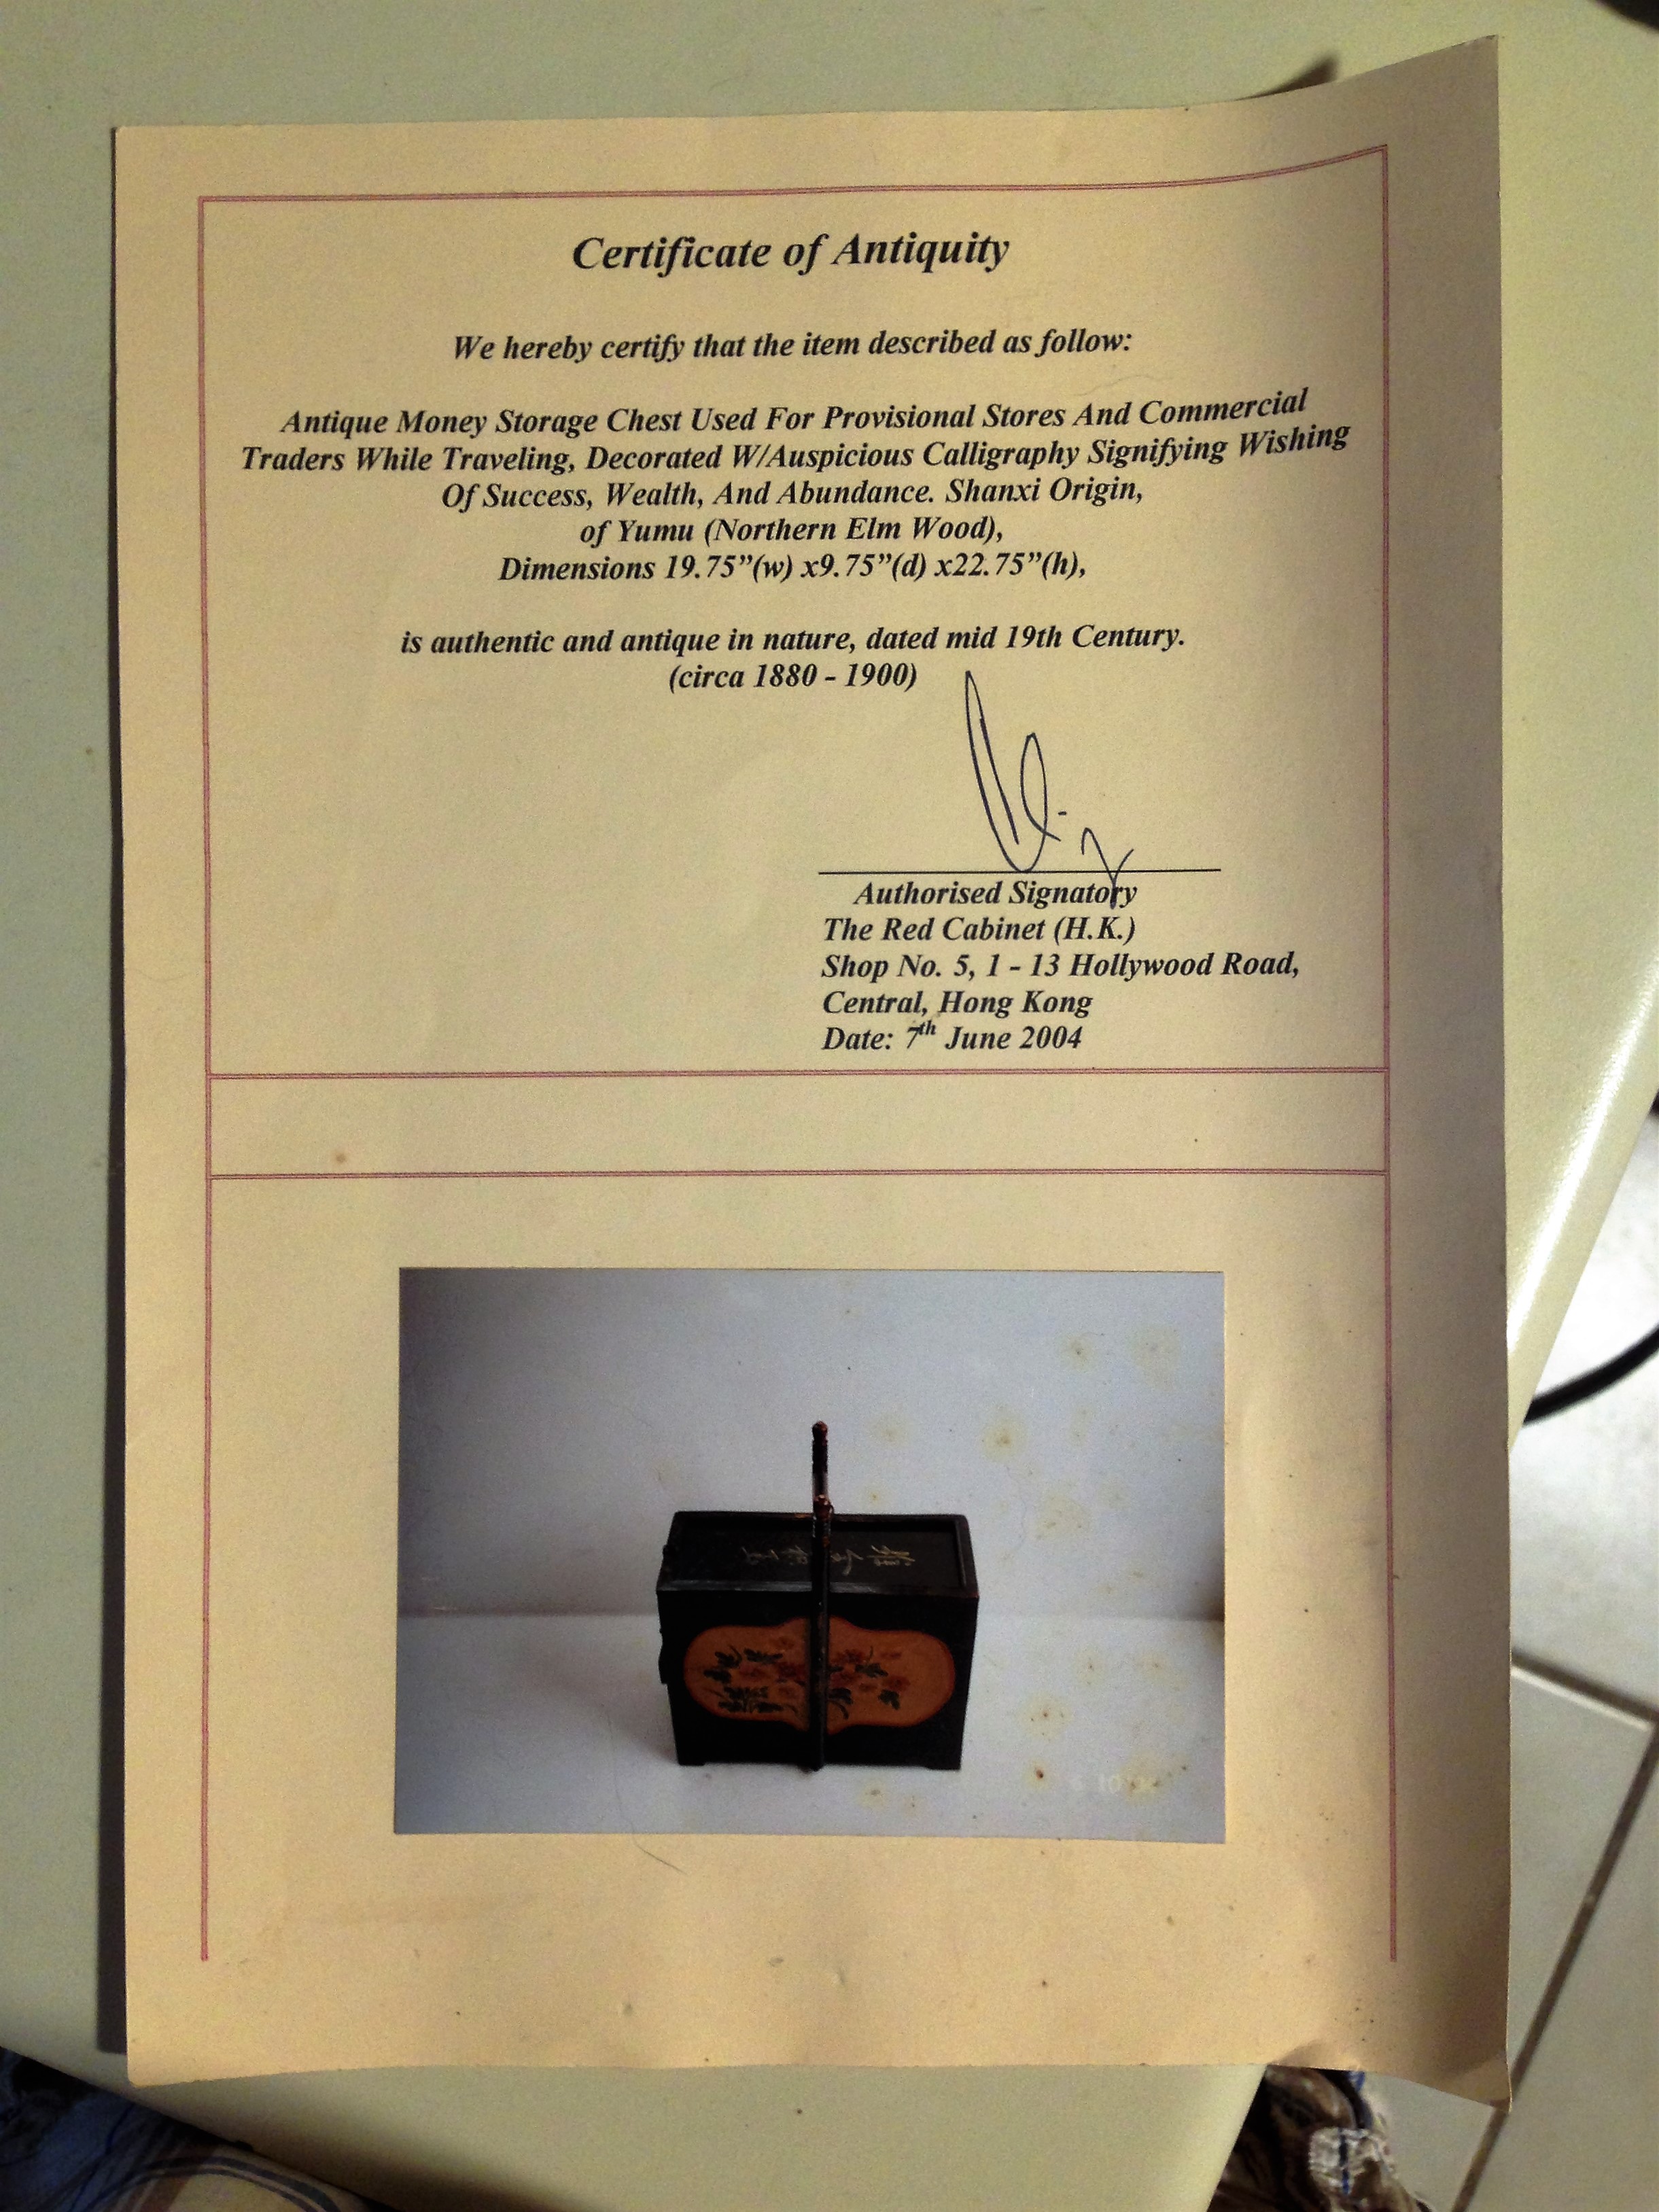 Certificate of Antiquity
We hereby certify that the item described as follow:
Antique Money Storage Chest Used For Provisional Stores And Commercial
Traders While Traveling, Decorated W/Auspicious Calligraphy Signifying Wishing
Of Success, Wealth, And Abundance. Shanxi Origin,
of Yumu (Northern Elm Wood),
Dimensions 19.75”(w) x9.75”(d) x22.75”(h),
is authentic and antique in nature, dated mid 19th Century.
(circa 1880 - 1900)
Authorised Signatory
The Red Cabinet (H.K.)
Shop No. 5, 1 - 13 Hollywood Road,
Central, Hong Kong
Date: 7th June 2004